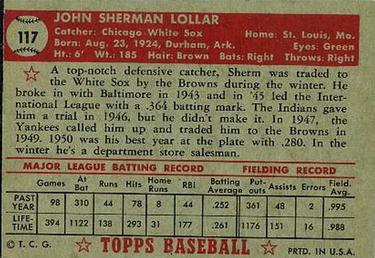 117
JOHN SHERMAN LOLLAR
Catcher: Chicago White Sox Home: St. Louis, Mo.
Born: Aug. 23, 1924, Durham, Ark. Eyes: Green
Ht.: 6' Wt.: 185 Hair: Brown Bats: Right Throws: Right
A top-notch defensive catcher, Sherm was traded to
the White Sox by the Browns during the winter. He
broke in with Baltimore in 1943 and in '45 led the Inter-
national League with a .364 batting mark. The Indians gave
him a trial in 1946, but he didn't make it. In 1947, the
Yankees called him up and traded him to the Browns in
1949. 1950 was his best year at the plate with .280. In the
winter he's a department store salesman.
MAJOR LEAGUE BATTING RECORD FIELDING RECORD
Games At Bat Runs Hits Home Runs RBI Batting Average Put-outs Assists Errors Field. Avg.
PAST YEAR 98 310 44 78 8 44 .252 361 44 2 .995
LIFE-TIME 394 1122 138 293 31 177 .261 1176 151 16 .988
© T. C. G. TOPPS BASEBALL PRTD. IN U.S.A.